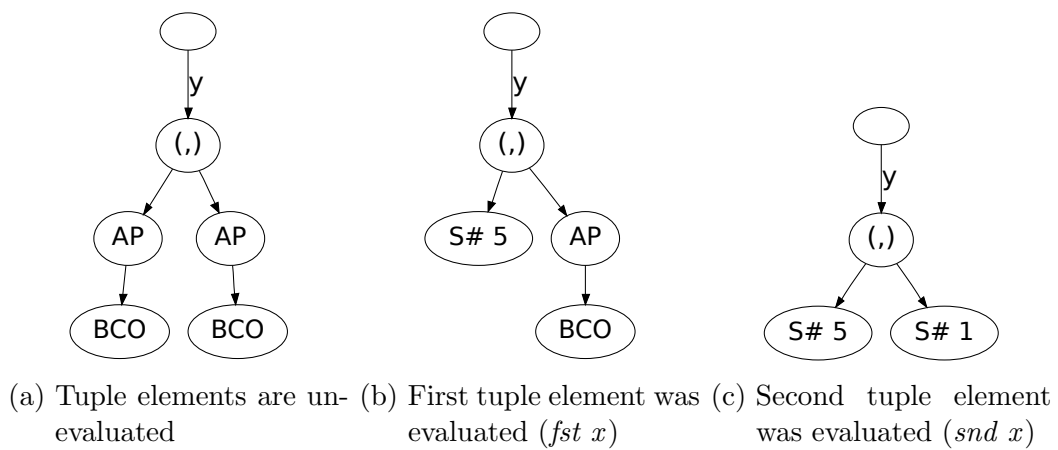 y
(,)
AP AP
BCO BCO
(a) Tuple elements are un-
evaluated
y
(,)
S# 5 AP
BCO
(b) First tuple element was
evaluated (fst x)
y
(,)
S# 5 S# 1
(c) Second tuple element
was evaluated (snd x)